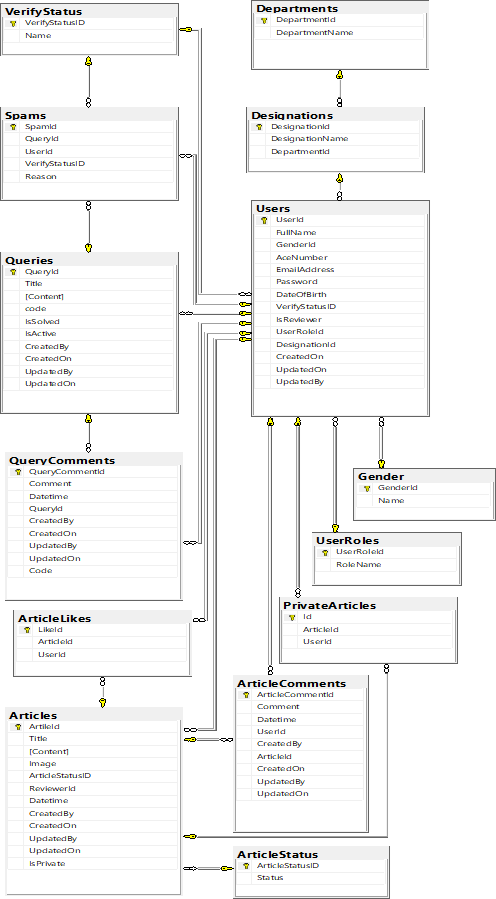 VerifyStatus
VerifyStatusID
Name
Departments
DepartmentId
DepartmentName
Spams
SpamId
QueryId
UserId
VerifyStatusID
Reason
Designations
DesignationId
DesignationName
DepartmentId
Users
UserId
FullName
GenderId
AceNumber
EmailAddress
Password
DateOfBirth
VerifyStatusID
IsReviewer
UserRoleId
DesignationId
CreatedOn
UpdatedOn
UpdatedBy
Queries
QueryId
Title
[Content]
code
IsSolved
IsActive
CreatedBy
CreatedOn
UpdatedBy
UpdatedOn
QueryComments
QueryCommentId
Comment
Datetime
QueryId
CreatedBy
CreatedOn
UpdatedBy
UpdatedOn
Code
Gender
GenderId
Name
UserRoles
UserRoleId
RoleName
PrivateArticles
Id
ArticleId
UserId
ArticleLikes
LikeId
ArticleId
UserId
ArticleComments
ArticleCommentId
Comment
Datetime
UserId
CreatedBy
ArticleId
CreatedOn
UpdatedBy
UpdatedOn
Articles
ArtileId
Title
[Content]
Image
ArticleStatusID
ReviewerId
Datetime
CreatedBy
CreatedOn
UpdatedBy
UpdatedOn
IsPrivate
ArticleStatus
ArticleStatusID
Status